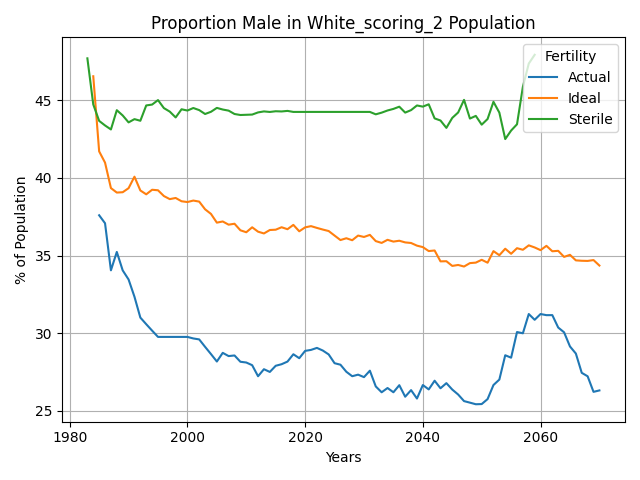 Proportion Male in White_scoring_2 Population
Fertility
Actual
Ideal
Sterile
% of Population
45
40
35
30
25
1980
2000
2020
2040
2060
Years